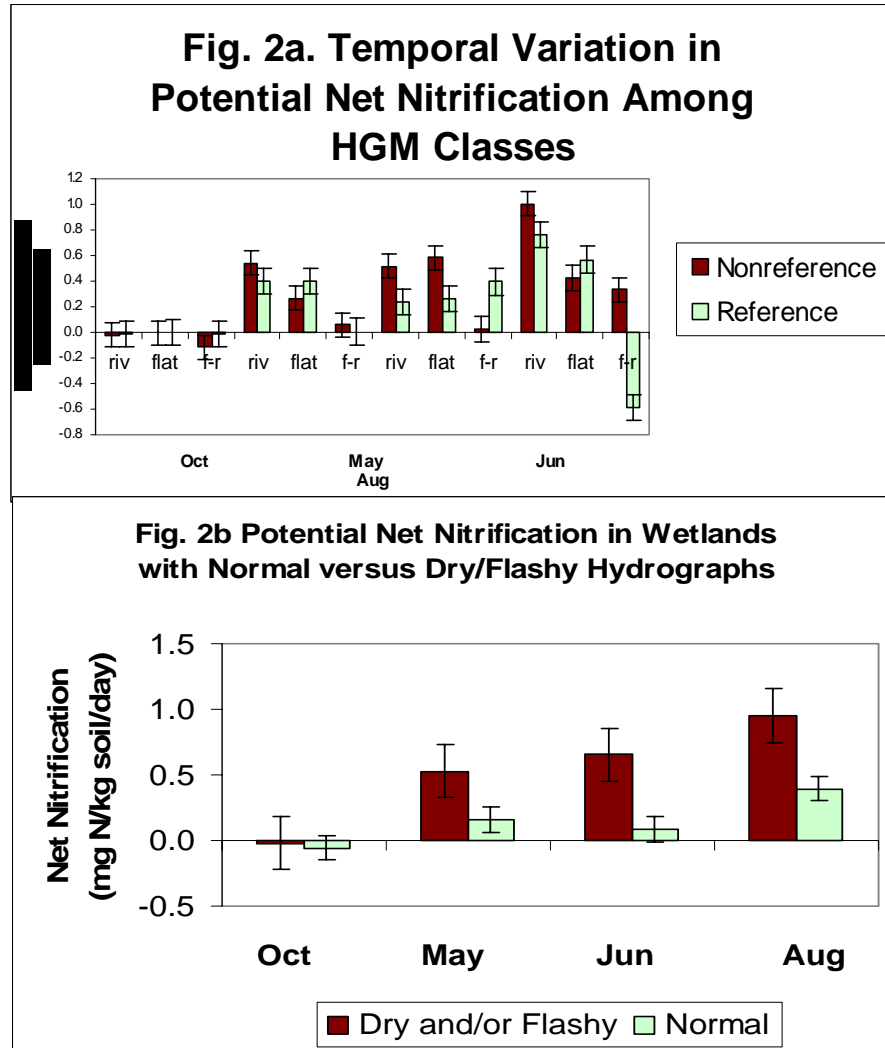 Fig. 2a. Temporal Variation in
Potential Net Nitrification Among
HGM Classes
1.2
1.0
0.8
0.6
0.4
0.2
0.0
-0.2
-0.4
-0.6
-0.8
riv flat f-r riv flat f-r riv flat f-r riv flat f-r
Oct May Jun
Aug
Nonreference
Reference
Fig. 2b Potential Net Nitrification in Wetlands
with Normal versus Dry/Flashy Hydrographs
Net Nitrification
(mg N/kg soil/day)
1.5
1.0
0.5
0.0
-0.5
Oct May Jun Aug
Dry and/or Flashy Normal